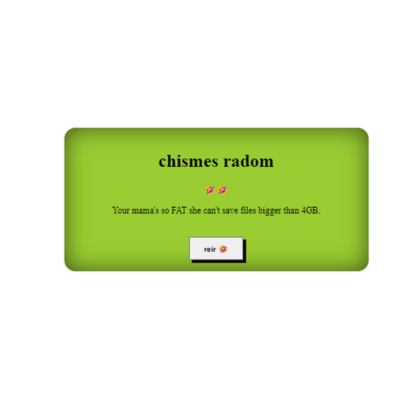 chismes radom
Your mama's so FAT she can't save files bigger than 4GB.
reir